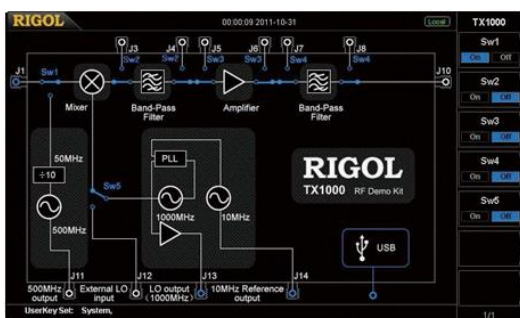 RIGOL
00:00:09 2011-10-31
Local
TX1000
Sw1
On Off
Sw2
On Off
Sw3
On Off
Sw4
On Off
Sw5
On Off
1/1
J3 J4 J5 J6 J7 J8
Sw2 Sw2 Sw3 Sw3 Sw4 Sw4
J1 Sw1 J10
Mixer
Band-Pass
Filter
Amplifier
Band-Pass
Filter
50MHz
÷10
500MHz
Sw5
PLL
1000MHz
10MHz
RIGOL
TX1000 RF Demo Kit
USB
J11 J12 J13 J14
500MHz
output
External LO
input
LO output
(1000MHz)
10MHz Reference
output
UserKey Set: System,